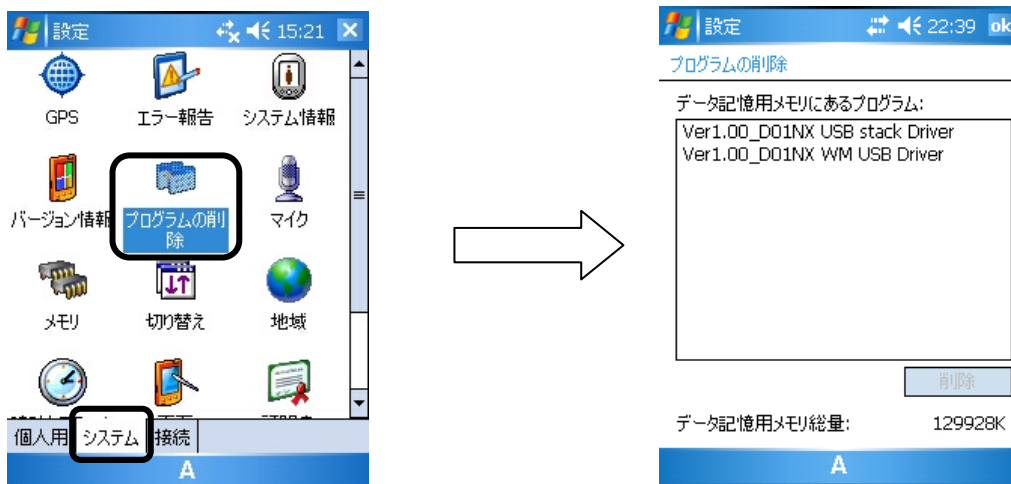 設定 15:21
GPS エラー報告 システム情報
バージョン情報 プログラムの削
除 マイク
メモリ 切り替え 地域
個人用 システム 接続
A
設定 22:39 ok
プログラムの削除
データ記憶用メモリにあるプログラム:
Ver1.00_D01NX USB stack Driver
Ver1.00_D01NX WM USB Driver
削除
データ記憶用メモリ総量: 129928K
A